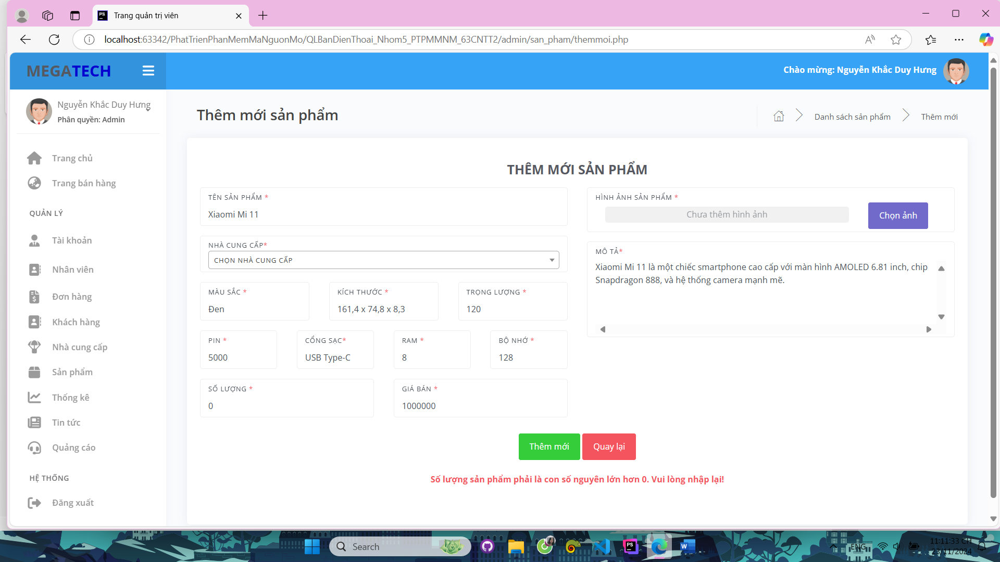 Trang quản trị viên
localhost:63342/PhatTrienPhanMemMaNguonMo/QLBanDienThoai_Nhom5_PTPMMNM_63CNTT2/admin/san_pham/themmoi.php
MEGATECH
Chào mừng: Nguyễn Khắc Duy Hưng
Nguyễn Khắc Duy Hưng
Phân quyền: Admin
Trang chủ
Trang bán hàng
QUẢN LÝ
Tài khoản
Nhân viên
Đơn hàng
Khách hàng
Nhà cung cấp
Sản phẩm
Thống kê
Tin tức
Quảng cáo
HỆ THỐNG
Đăng xuất
Thêm mới sản phẩm
Danh sách sản phẩm
Thêm mới
THÊM MỚI SẢN PHẨM
TÊN SẢN PHẨM *
Xiaomi Mi 11
NHÀ CUNG CẤP*
CHỌN NHÀ CUNG CẤP
MÀU SẮC *
Đen
KÍCH THƯỚC *
161,4 x 74,8 x 8,3
TRỌNG LƯỢNG *
120
PIN *
5000
CỔNG SẠC*
USB Type-C
RAM *
8
BỘ NHỚ *
128
SỐ LƯỢNG *
0
GIÁ BÁN *
1000000
HÌNH ẢNH SẢN PHẨM *
Chưa thêm hình ảnh
Chọn ảnh
MÔ TẢ*
Xiaomi Mi 11 là một chiếc smartphone cao cấp với màn hình AMOLED 6.81 inch, chip
Snapdragon 888, và hệ thống camera mạnh mẽ.
Thêm mới
Quay lại
Số lượng sản phẩm phải là con số nguyên lớn hơn 0. Vui lòng nhập lại!
Search
ENG
11:11:33 CH
23/11/2024